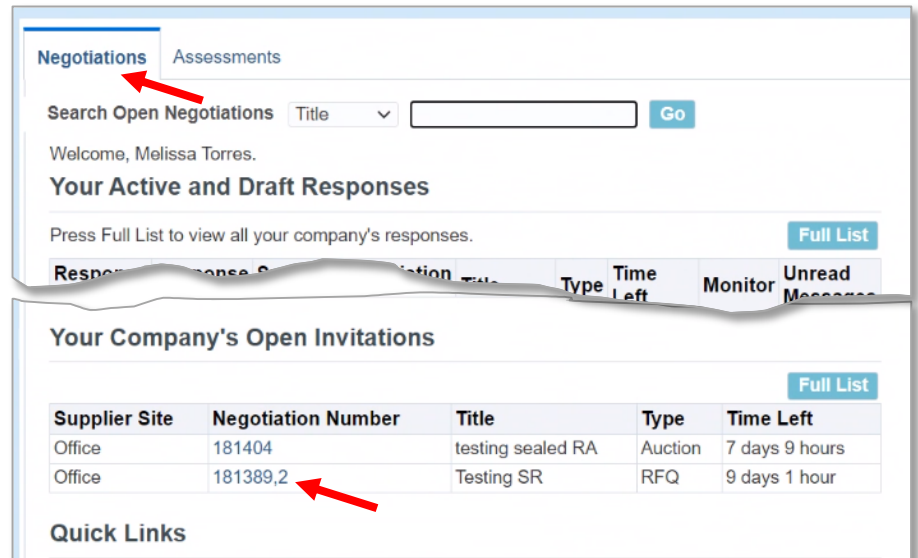 Negotiations Assessments
Search Open Negotiations Title Go
Welcome, Melissa Torres.
Your Active and Draft Responses
Press Full List to view all your company's responses. Full List
Type Time Left Monitor Unread Messages
Your Company's Open Invitations
Full List
Supplier Site Negotiation Number Title Type Time Left
Office 181404 testing sealed RA Auction 7 days 9 hours
Office 181389,2 Testing SR RFQ 9 days 1 hour
Quick Links